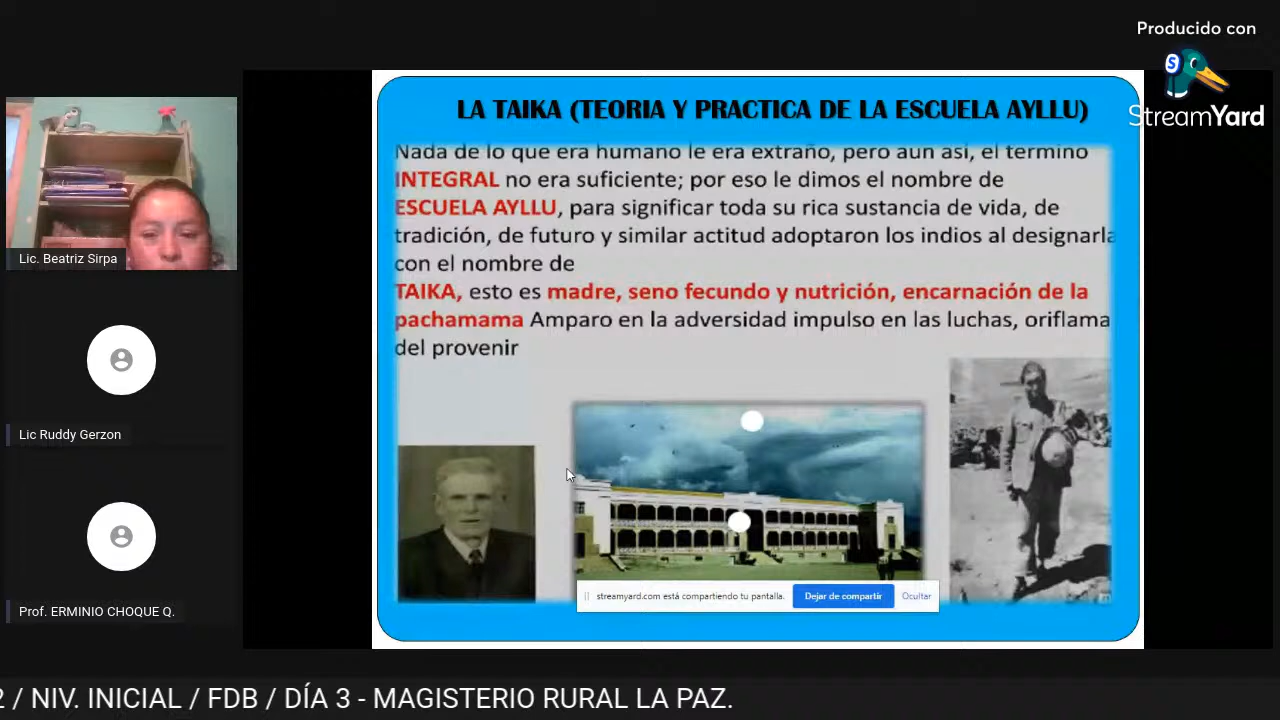 Producido con
StreamYard
LA TAIKA (TEORIA Y PRACTICA DE LA ESCUELA AYLLU)
Nada de lo que era humano le era extraño, pero aun asi, el termino
INTEGRAL no era suficiente; por eso le dimos el nombre de
ESCUELA AYLLU, para significar toda su rica sustancia de vida, de
tradición, de futuro y similar actitud adoptaron los indios al designarla
con el nombre de
TAIKA, esto es madre, seno fecundo y nutrición, encarnación de la
pachamama Amparo en la adversidad impulso en las luchas, oriflama
del provenir
Lic. Beatriz Sirpa
Lic Ruddy Gerzon
Prof. ERMINIO CHOQUE Q.
streamyard.com está compartiendo tu pantalla.
Dejar de compartir
Ocultar
2 / NIV. INICIAL / FDB / DÍA 3 - MAGISTERIO RURAL LA PAZ.